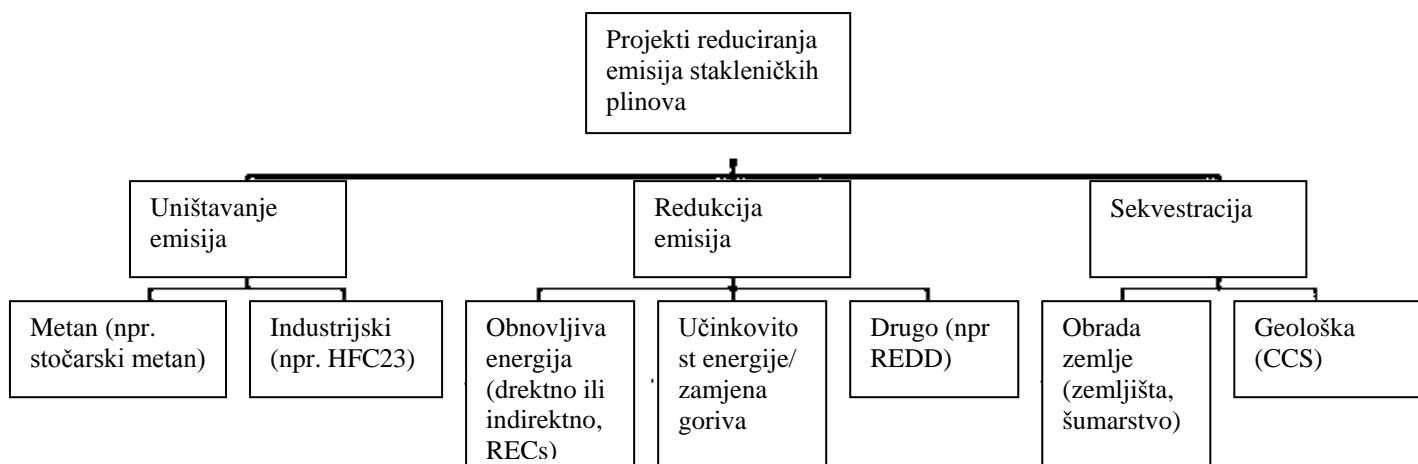 Projekti reduciranja
emisija stakleničkih
plinova
Uništavanje
emisija
Redukcija
emisija
Sekvestracija
Metan (npr.
stočarski metan)
Industrijski
(npr. HFC23)
Obnovljiva
energija
(drektno ili
indirektno,
RECs)
Učinkovito
st energije/
zamjena
goriva
Drugo (npr
REDD)
Obrada
zemlje
(zemljišta,
šumarstvo)
Geološka
(CCS)